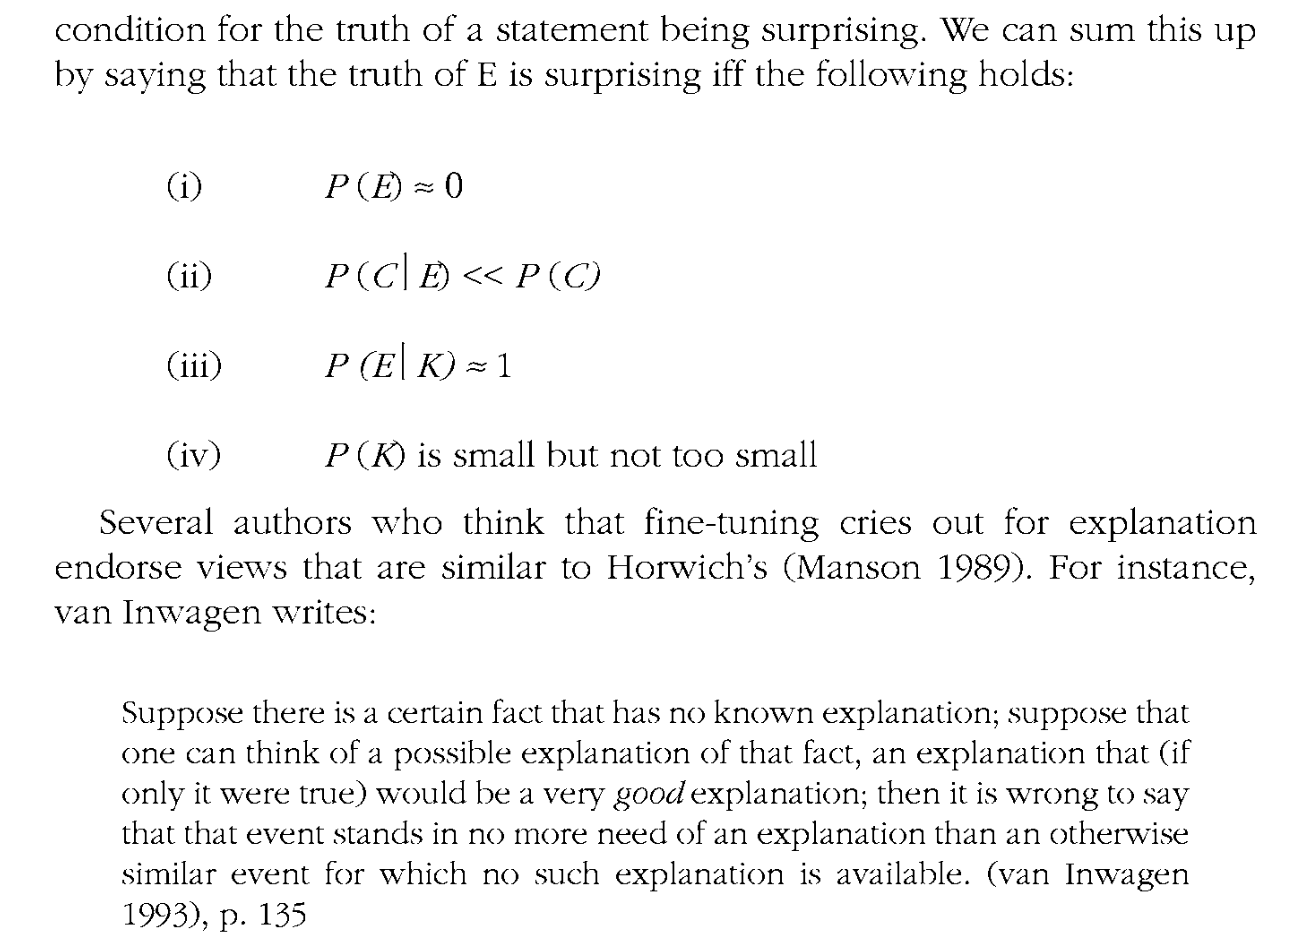 condition for the truth of a statement being surprising. We can sum this up
by saying that the truth of E is surprising iff the following holds:
(i) P (E) ≈ 0
(ii) P (C| E) << P (C)
(iii) P (E| K) ≈ 1
(iv) P (K) is small but not too small
Several authors who think that fine-tuning cries out for explanation
endorse views that are similar to Horwich's (Manson 1989). For instance,
van Inwagen writes:
Suppose there is a certain fact that has no known explanation; suppose that
one can think of a possible explanation of that fact, an explanation that (if
only it were true) would be a very good explanation; then it is wrong to say
that that event stands in no more need of an explanation than an otherwise
similar event for which no such explanation is available. (van Inwagen
1993), p. 135